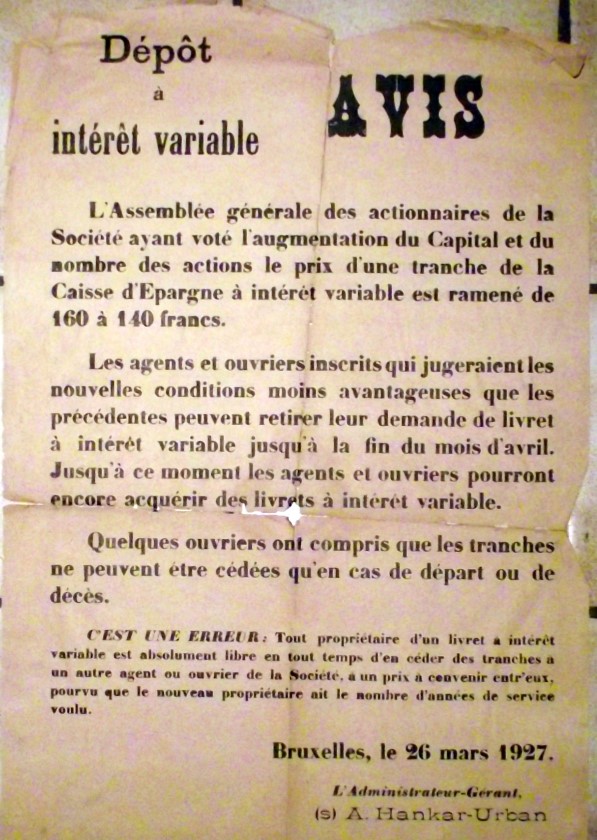 Dépôt
à
intérêt variable
AVIS
L'Assemblée générale des actionnaires de la
Société ayant voté l'augmentation du Capital et du
nombre des actions le prix d'une tranche de la
Caisse d'Epargne à intérêt variable est ramené de
160 à 140 francs.
Les agents et ouvriers inscrits qui jugeraient les
nouvelles conditions moins avantageuses que les
précédentes peuvent retirer leur demande de livret
à intérêt variable jusqu'à la fin du mois d'avril.
Jusqu'à ce moment les agents et ouvriers pourront
encore acquérir des livrets à intérêt variable.
Quelques ouvriers ont compris que les tranches
ne peuvent être cédées qu'en cas de départ ou de
décès.
C'EST UNE ERREUR : Tout propriétaire d'un livret à intérêt
variable est absolument libre en tout temps d'en céder des tranches à
un autre agent ou ouvrier de la Société, à un prix à convenir entr'eux,
pourvu que le nouveau propriétaire ait le nombre d'années de service
voulu.
Bruxelles, le 26 mars 1927.
L'Administrateur-Gérant,
(s) A. Hankar-Urban